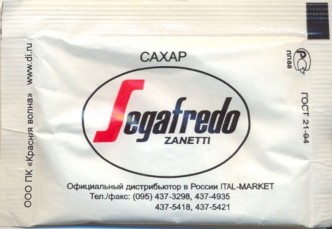 САХАР
Segafredo
ZANETTI
Официальный дистрибьютор в России ITAL-MARKET
Тел./факс: (095) 437-3298, 437-4935
437-5418, 437-5421
www.di.ru
ООО ПК «Красная волна»
ГОСТ 21-94